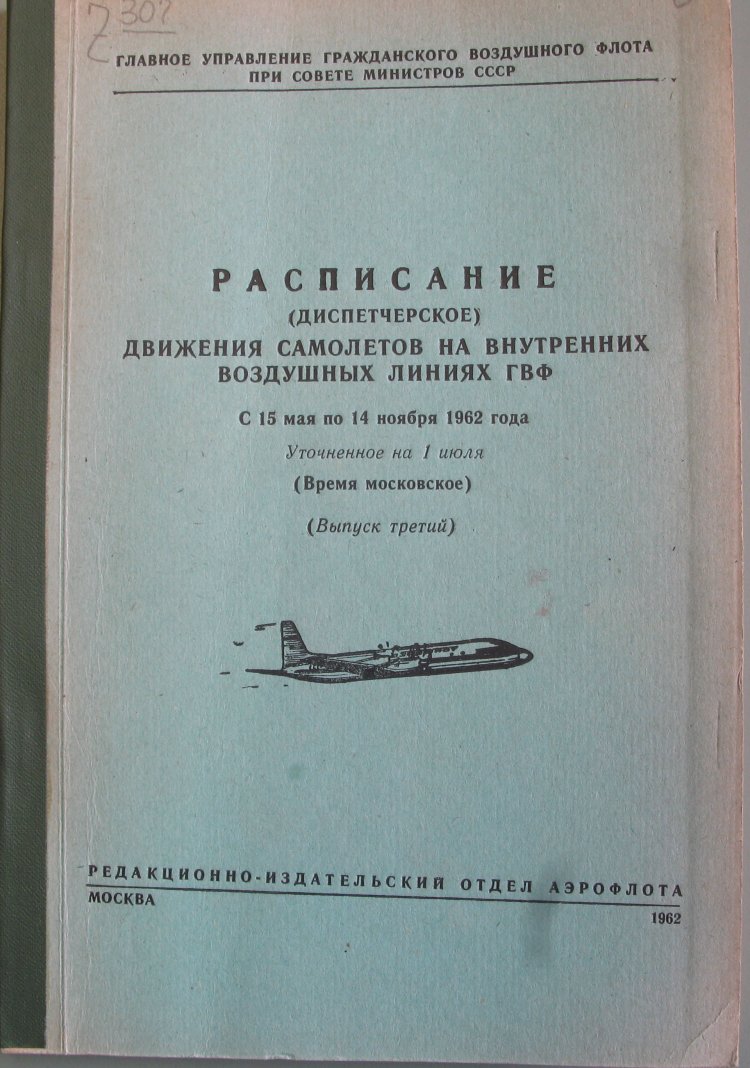 307
ГЛАВНОЕ УПРАВЛЕНИЕ ГРАЖДАНСКОГО ВОЗДУШНОГО ФЛОТА
ПРИ СОВЕТЕ МИНИСТРОВ СССР
РАСПИСАНИЕ
(ДИСПЕТЧЕРСКОЕ)
ДВИЖЕНИЯ САМОЛЕТОВ НА ВНУТРЕННИХ
ВОЗДУШНЫХ ЛИНИЯХ ГВФ
С 15 мая по 14 ноября 1962 года
Уточненное на 1 июля
(Время московское)
(Выпуск третий)
РЕДАКЦИОННО-ИЗДАТЕЛЬСКИЙ ОТДЕЛ АЭРОФЛОТА
МОСКВА
1962